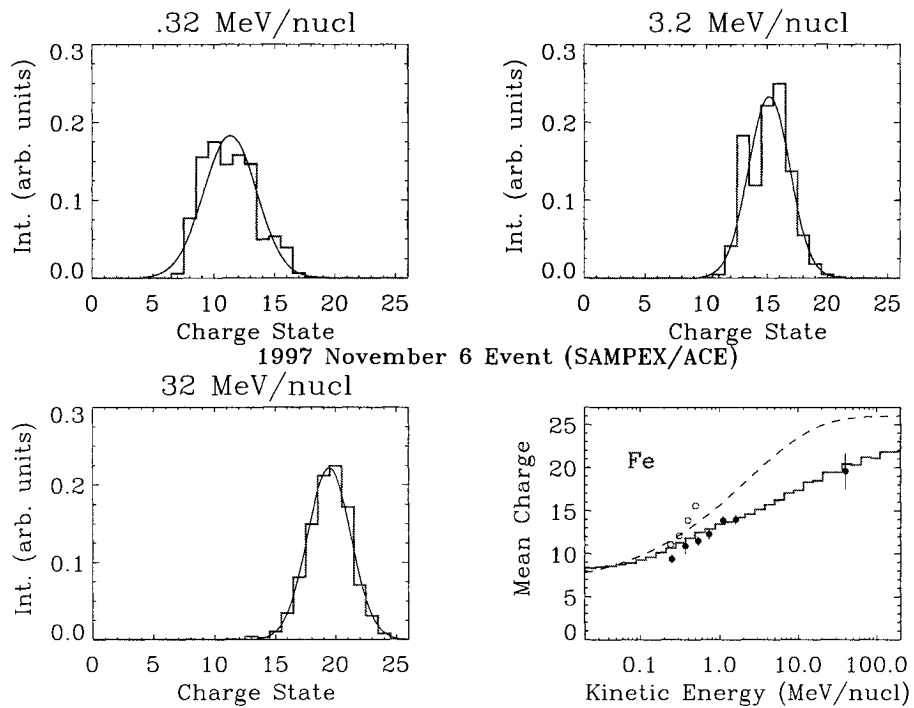 .32 MeV/nucl
3.2 MeV/nucl
Int. (arb. units)
0.3
0.2
0.1
0.0
0 5 10 15 20 25
Charge State
Int. (arb. units)
0.3
0.2
0.1
0.0
0 5 10 15 20 25
Charge State
1997 November 6 Event (SAMPEX/ACE)
32 MeV/nucl
Int. (arb. units)
0.3
0.2
0.1
0.0
0 5 10 15 20 25
Charge State
Mean Charge
25
20
15
10
5
0
Fe
0.1 1.0 10.0 100.0
Kinetic Energy (MeV/nucl)